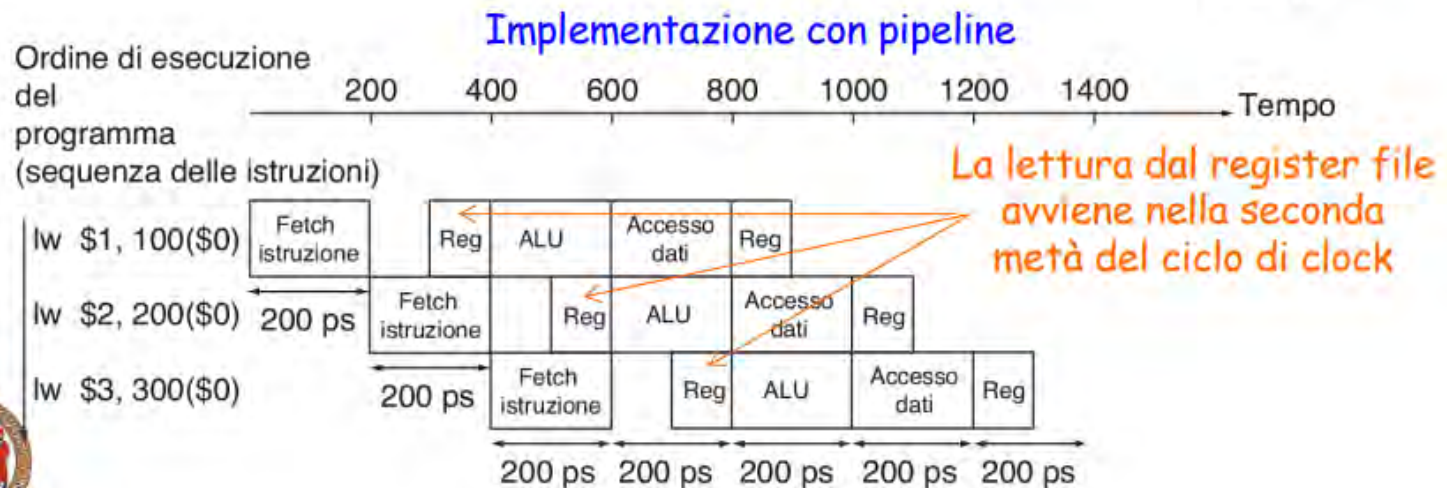 Implementazione con pipeline
Ordine di esecuzione
del
programma
(sequenza delle istruzioni)
200 400 600 800 1000 1200 1400
Tempo
La lettura dal register file
avviene nella seconda
metà del ciclo di clock
lw $1, 100($0)
Fetch
istruzione
Reg
ALU
Accesso
dati
Reg
lw $2, 200($0)
200 ps
Fetch
istruzione
Reg
ALU
Accesso
dati
Reg
lw $3, 300($0)
200 ps
Fetch
istruzione
Reg
ALU
Accesso
dati
Reg
200 ps 200 ps 200 ps 200 ps 200 ps